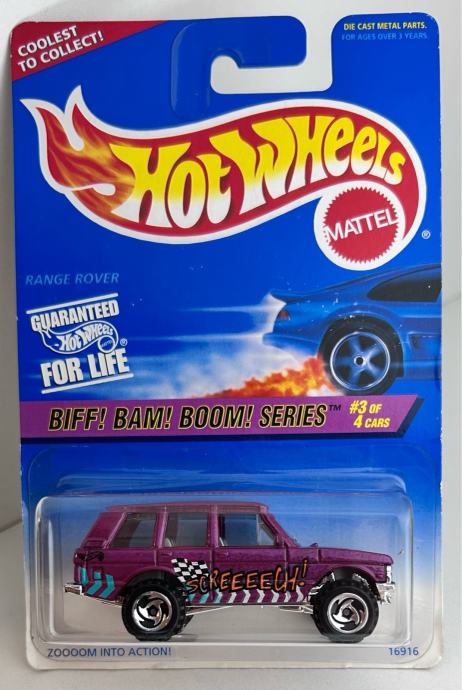 COOLEST
TO COLLECT!
DIE CAST METAL PARTS.
FOR AGES OVER 3 YEARS.
HOT WHEELS
MATTEL
®
RANGE ROVER
GUARANTEED
Hot Wheels
®
FOR LIFE
BIFF! BAM! BOOM! SERIES™ #3 OF
4 CARS
SCREEEECH!
ZOOOOM INTO ACTION!
16916